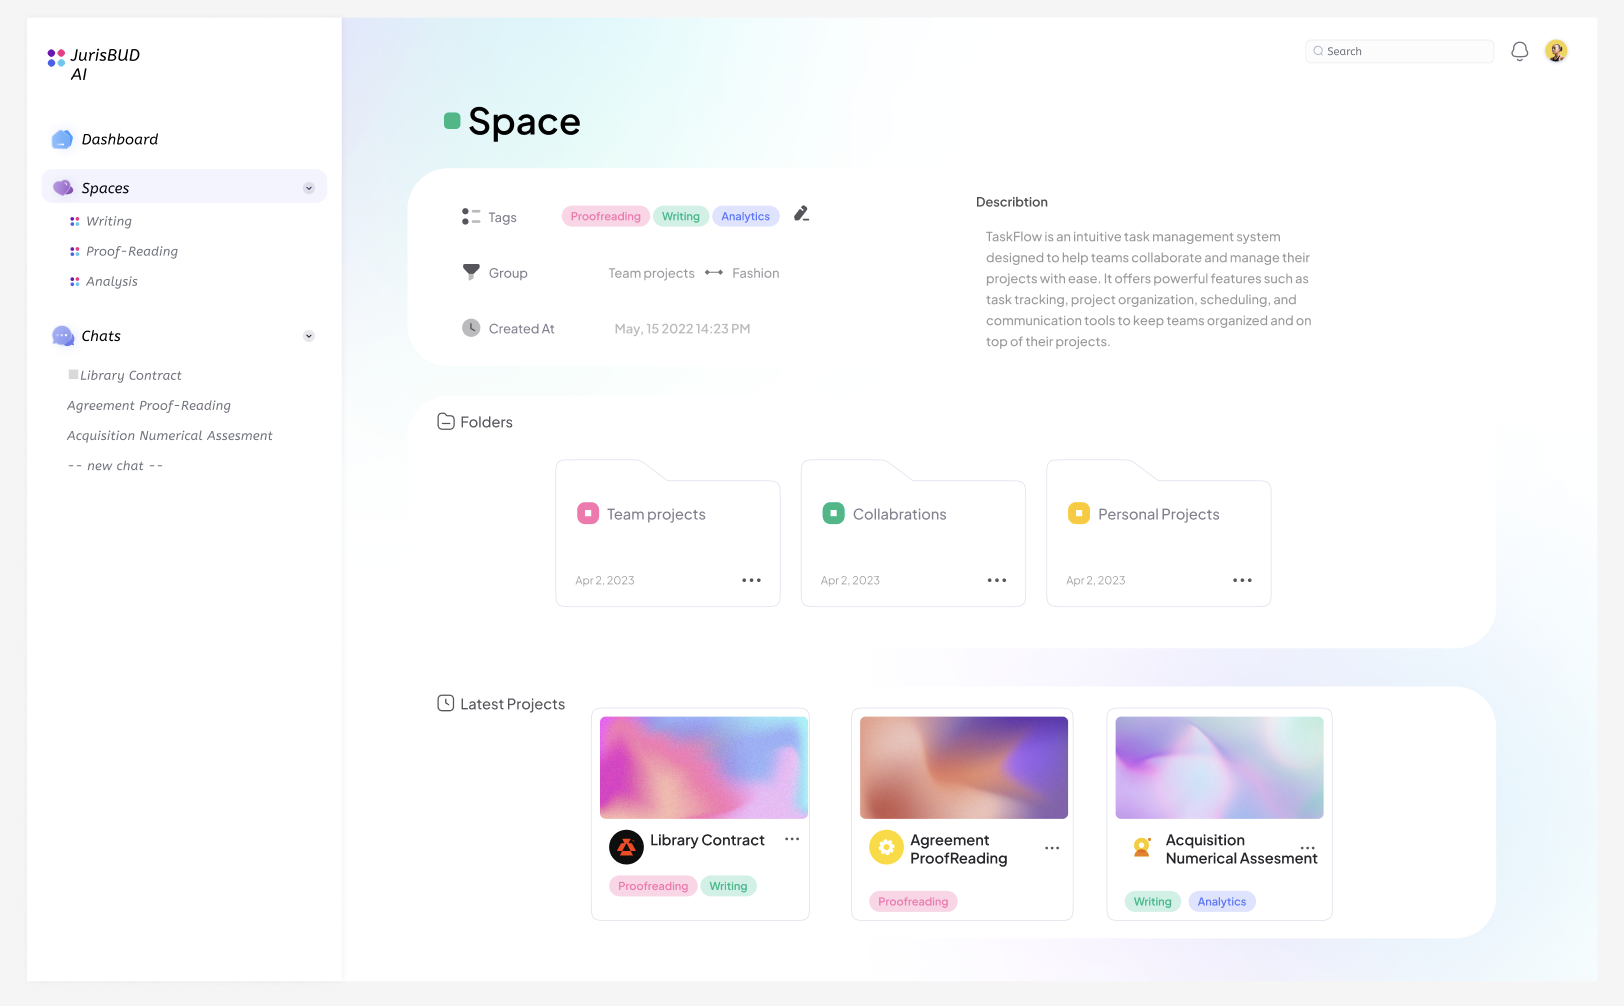 JurisBUD
AI
Dashboard
Spaces
Writing
Proof-Reading
Analysis
Chats
Library Contract
Agreement Proof-Reading
Acquisition Numerical Assesment
-- new chat --
Search
Space
Tags
Proofreading Writing Analytics
Group
Team projects Fashion
Created At
May, 15 2022 14:23 PM
Describtion
TaskFlow is an intuitive task management system
designed to help teams collaborate and manage their
projects with ease. It offers powerful features such as
task tracking, project organization, scheduling, and
communication tools to keep teams organized and on
top of their projects.
Folders
Team projects
Apr 2, 2023
Collabrations
Apr 2, 2023
Personal Projects
Apr 2, 2023
Latest Projects
Library Contract
Proofreading Writing
Agreement
ProofReading
Proofreading
Acquisition
Numerical Assesment
Writing Analytics